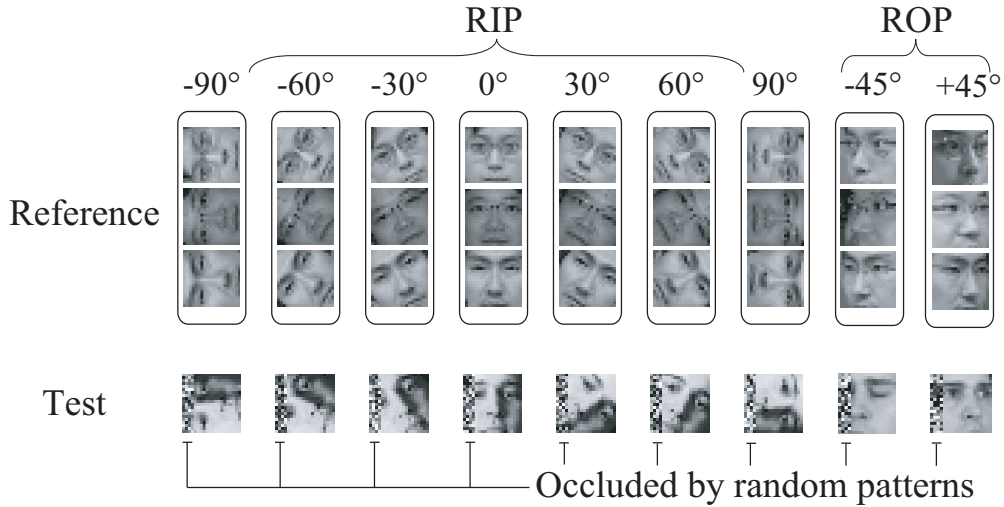 RIP ROP
-90° -60° -30° 0° 30° 60° 90° -45° +45°
Reference
Test
Occluded by random patterns